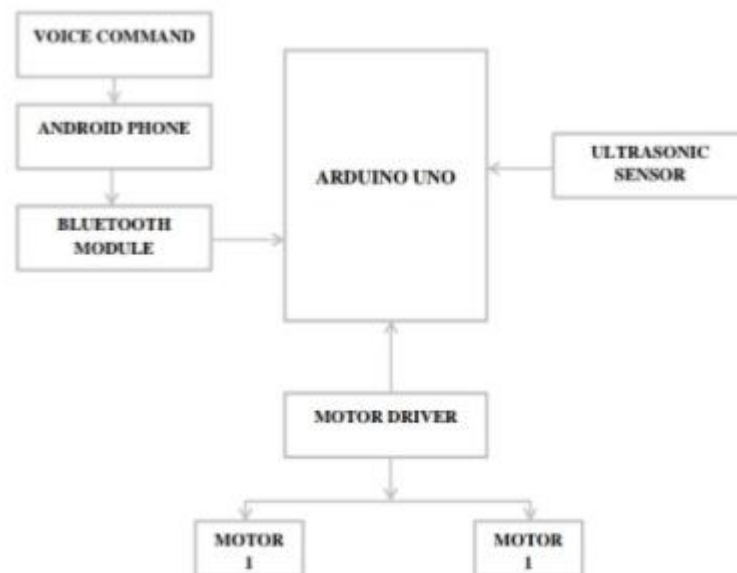 VOICE COMMAND
ANDROID PHONE
BLUETOOTH
MODULE
ARDUINO UNO
ULTRASONIC
SENSOR
MOTOR DRIVER
MOTOR
1
MOTOR
1